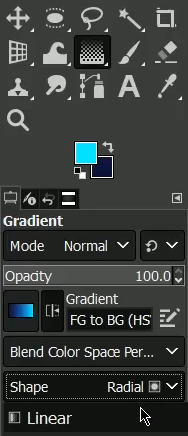 Gradient
Mode Normal
Opacity 100.0
Gradient
FG to BG (HS
Blend Color Space Per...
Shape Radial
Linear